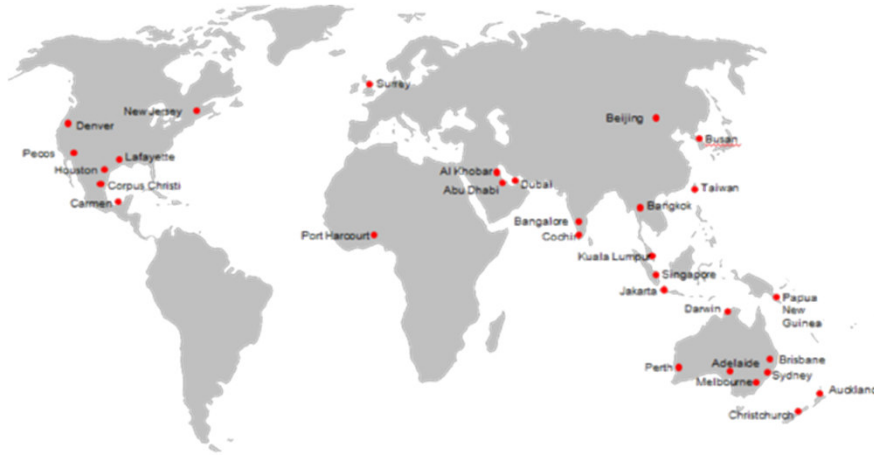 Surrey
New Jersey
Denver
Beijing
Busan
Pecos
Lafayette
Houston
Al Khobar
Dubai
Corpus Christi
Abu Dhabi
Taiwan
Carmen
Bangkok
Bangalore
Port Harcourt
Cochin
Kuala Lumpur
Singapore
Jakarta
Papua
New
Guinea
Darwin
Brisbane
Adelaide
Perth
Sydney
Melbourne
Auckland
Christchurch